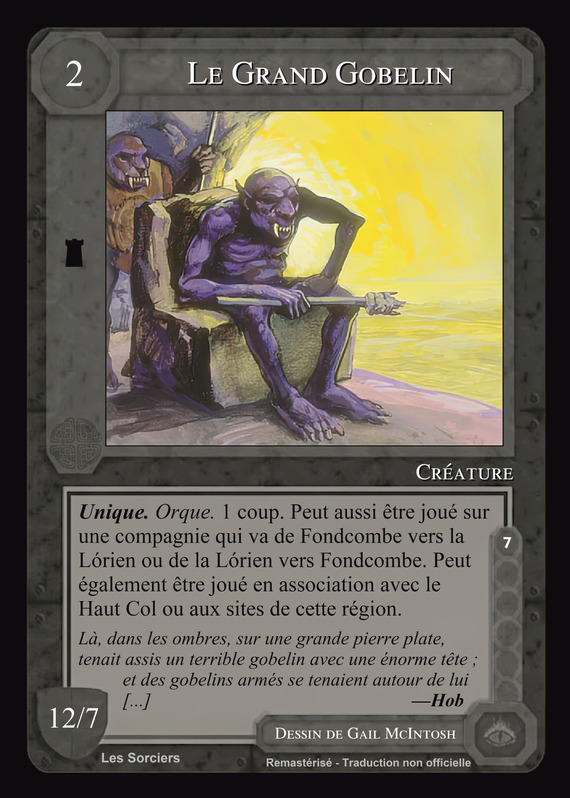 2
LE GRAND GOBELIN
CRÉATURE
Unique. Orque. 1 coup. Peut aussi être joué sur
une compagnie qui va de Fondcombe vers la
Lórien ou de la Lórien vers Fondcombe. Peut
également être joué en association avec le
Haut Col ou aux sites de cette région.
7
Là, dans les ombres, sur une grande pierre plate,
tenait assis un terrible gobelin avec une énorme tête ;
et des gobelins armés se tenaient autour de lui
[...] —Hob
12/7
DESSIN DE GAIL MCINTOSH
Les Sorciers
Remastérisé - Traduction non officielle